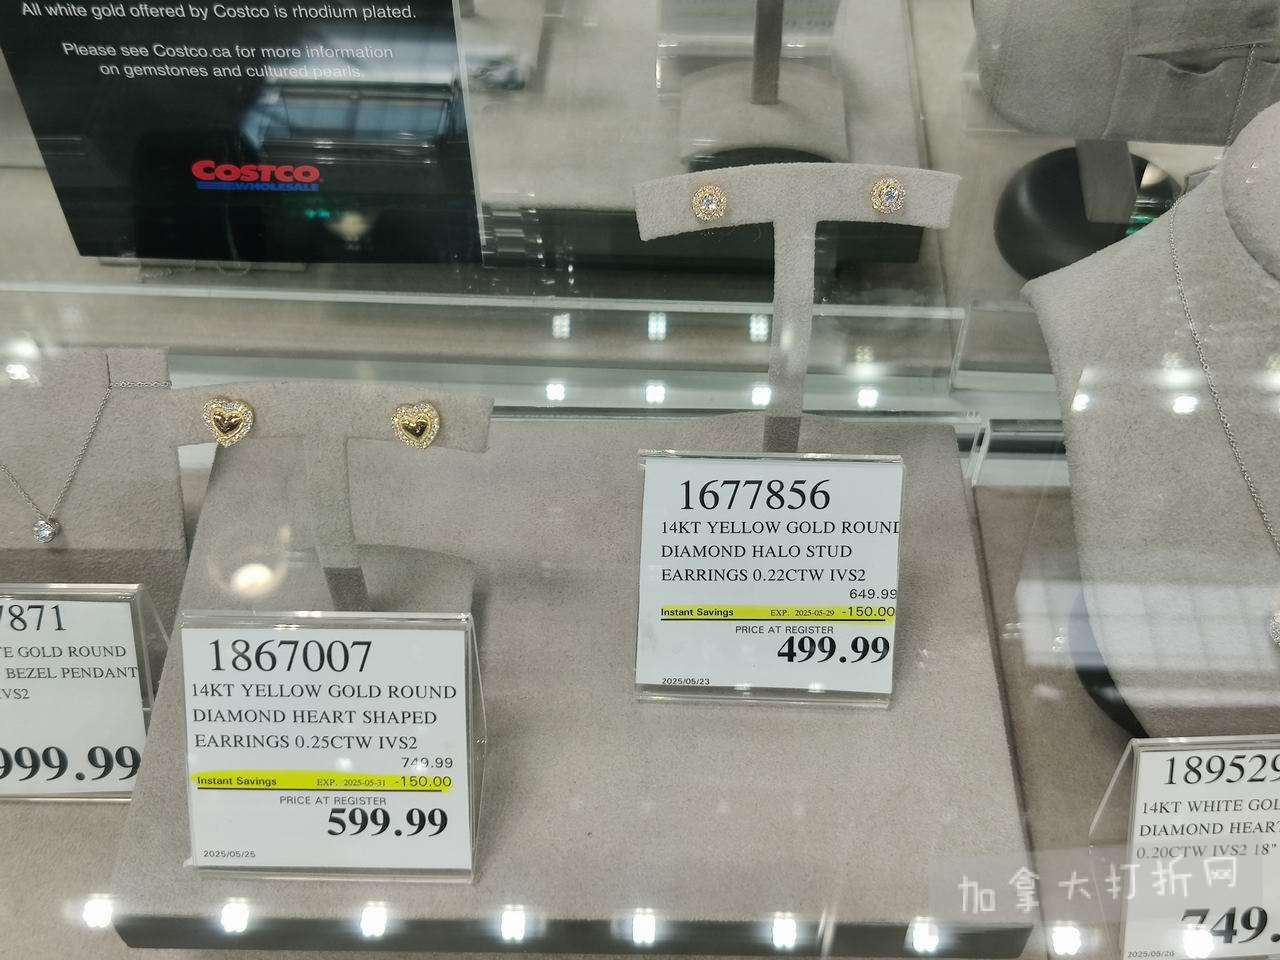 All white gold offered by Costco is rhodium plated.
Please see Costco.ca for more information
on gemstones and cultured pearls.
COSTCO
WHOLESALE
1677856
14KT YELLOW GOLD ROUND
DIAMOND HALO STUD
EARRINGS 0.22CTW IVS2
649.99
Instant Savings EXP. 2025-05-29 -150.00
PRICE AT REGISTER
499.99
2025/05/23
7871
GOLD ROUND
BEZEL PENDANT
IVS2
999.99
1867007
14KT YELLOW GOLD ROUND
DIAMOND HEART SHAPED
EARRINGS 0.25CTW IVS2
749.99
Instant Savings EXP. 2025-05-31 -150.00
PRICE AT REGISTER
599.99
2025/05/25
189529
14KT WHITE
DIAMOND
0.20CTW IVS2 18"
749.
加拿大打折网